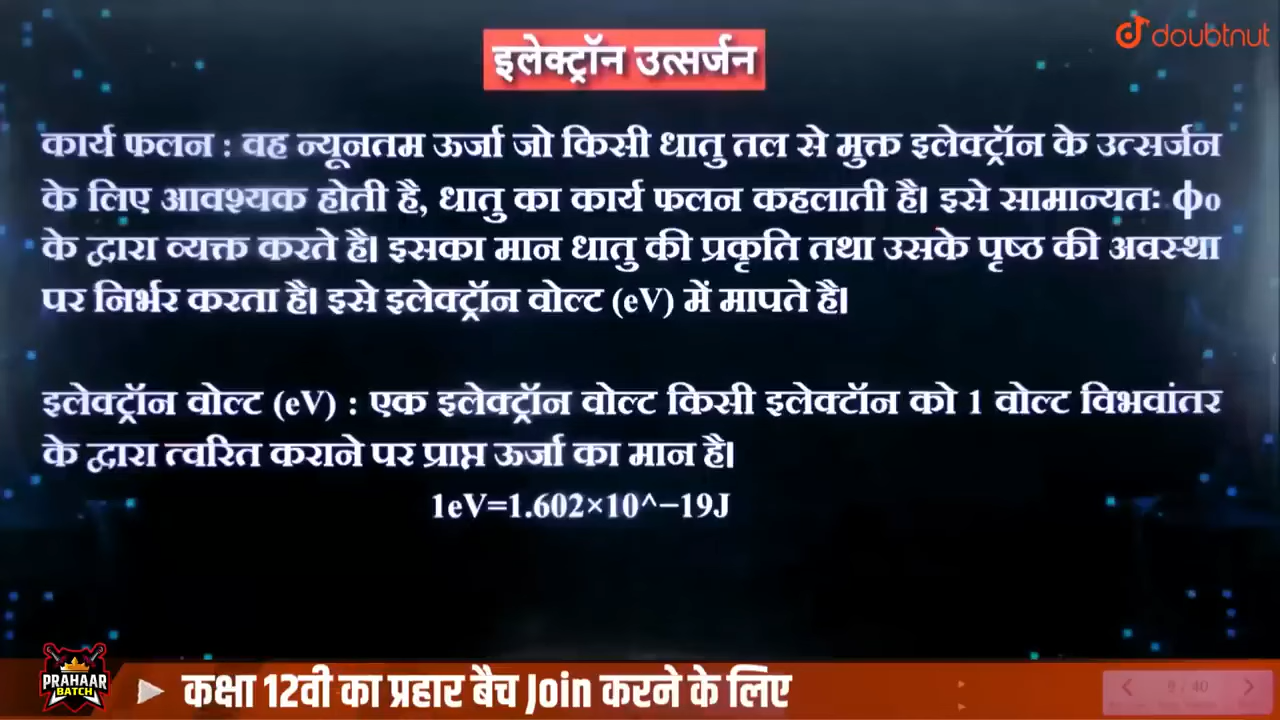 doubtnut
इलेक्ट्रॉन उत्सर्जन
कार्य फलन : वह न्यूनतम ऊर्जा जो किसी धातु तल से मुक्त इलेक्ट्रॉन के उत्सर्जन
के लिए आवश्यक होती है, धातु का कार्य फलन कहलाती है। इसे सामान्यतः ϕ₀
के द्वारा व्यक्त करते है। इसका मान धातु की प्रकृति तथा उसके पृष्ठ की अवस्था
पर निर्भर करता है। इसे इलेक्ट्रॉन वोल्ट (eV) में मापते है।
इलेक्ट्रॉन वोल्ट (eV) : एक इलेक्ट्रॉन वोल्ट किसी इलेक्टॉन को 1 वोल्ट विभवांतर
के द्वारा त्वरित कराने पर प्राप्त ऊर्जा का मान है।
1eV=1.602×10^−19J
PRAHAAR
BATCH
कक्षा 12वी का प्रहार बैच Join करने के लिए
9 / 40